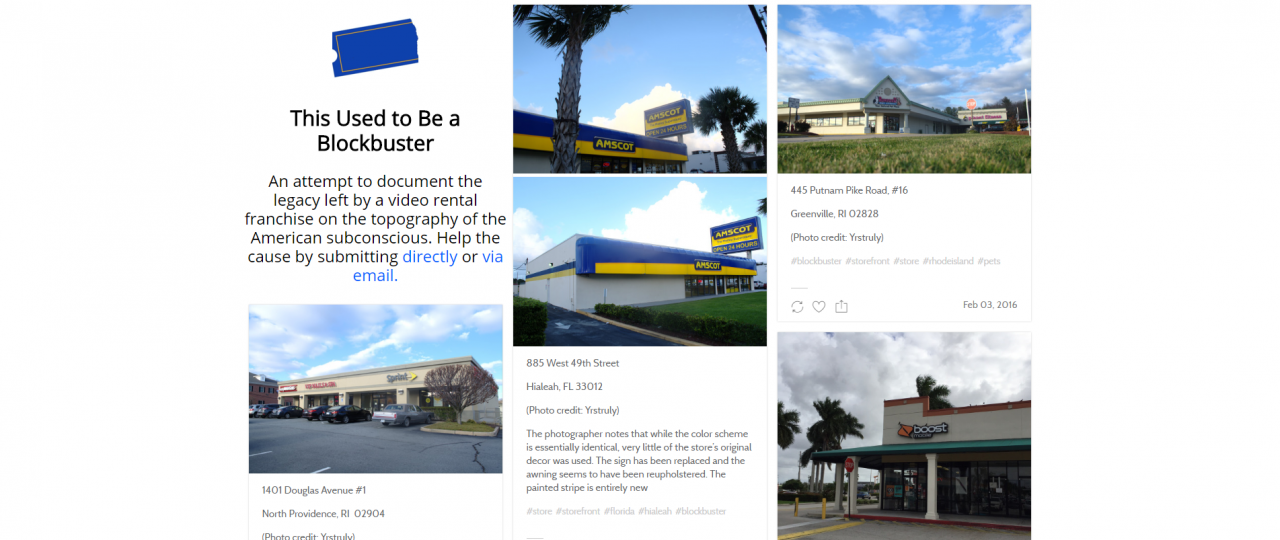 This Used to Be a
Blockbuster
An attempt to document the
legacy left by a video rental
franchise on the topography of the
American subconscious. Help the
cause by submitting directly or via
email.
Sprint
1401 Douglas Avenue #1
North Providence, RI 02904
(Photo credit: Yrstruly)
AMSCOT
OPEN 24 HOURS
AMSCOT
AMSCOT
OPEN 24 HOURS
AMSCOT
885 West 49th Street
Hialeah, FL 33012
(Photo credit: Yrstruly)
The photographer notes that while the color scheme
is essentially identical, very little of the store's original
decor was used. The sign has been replaced and the
awning seems to have been reupholstered. The
painted stripe is entirely new
#store #storefront #florida #hialeah #blockbuster
445 Putnam Pike Road, #16
Greenville, RI 02828
(Photo credit: Yrstruly)
#blockbuster #storefront #store #rhodeisland #pets
Feb 03, 2016
boost
mobile